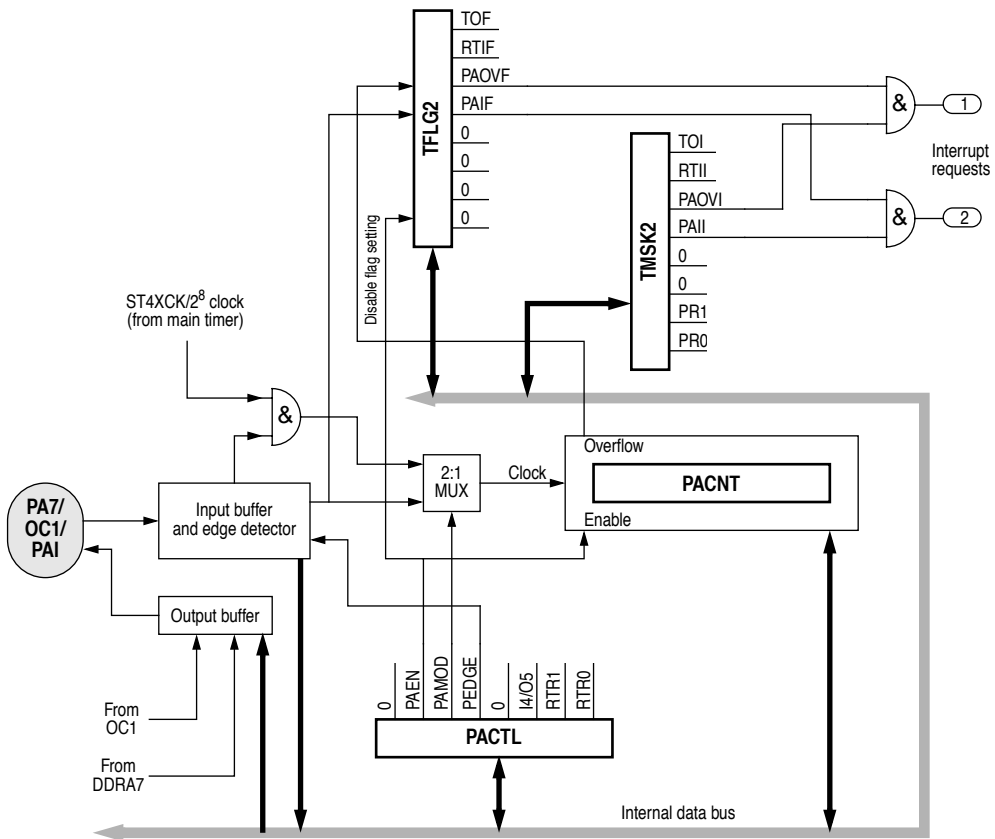 TOF
RTIF
PAOVF
PAIF
0
0
0
0
TFLG2
&
1
Interrupt
requests
&
2
TOI
RTII
PAOVI
PAII
0
0
PR1
PR0
TMSK2
Disable flag setting
ST4XCK/2⁸ clock
(from main timer)
&
2:1
MUX
Clock
Overflow
PACNT
Enable
PA7/
OC1/
PAI
Input buffer
and edge detector
Output buffer
From
OC1
From
DDRA7
0
PAEN
PAMOD
PEDGE
0
I4/O5
RTR1
RTR0
PACTL
Internal data bus